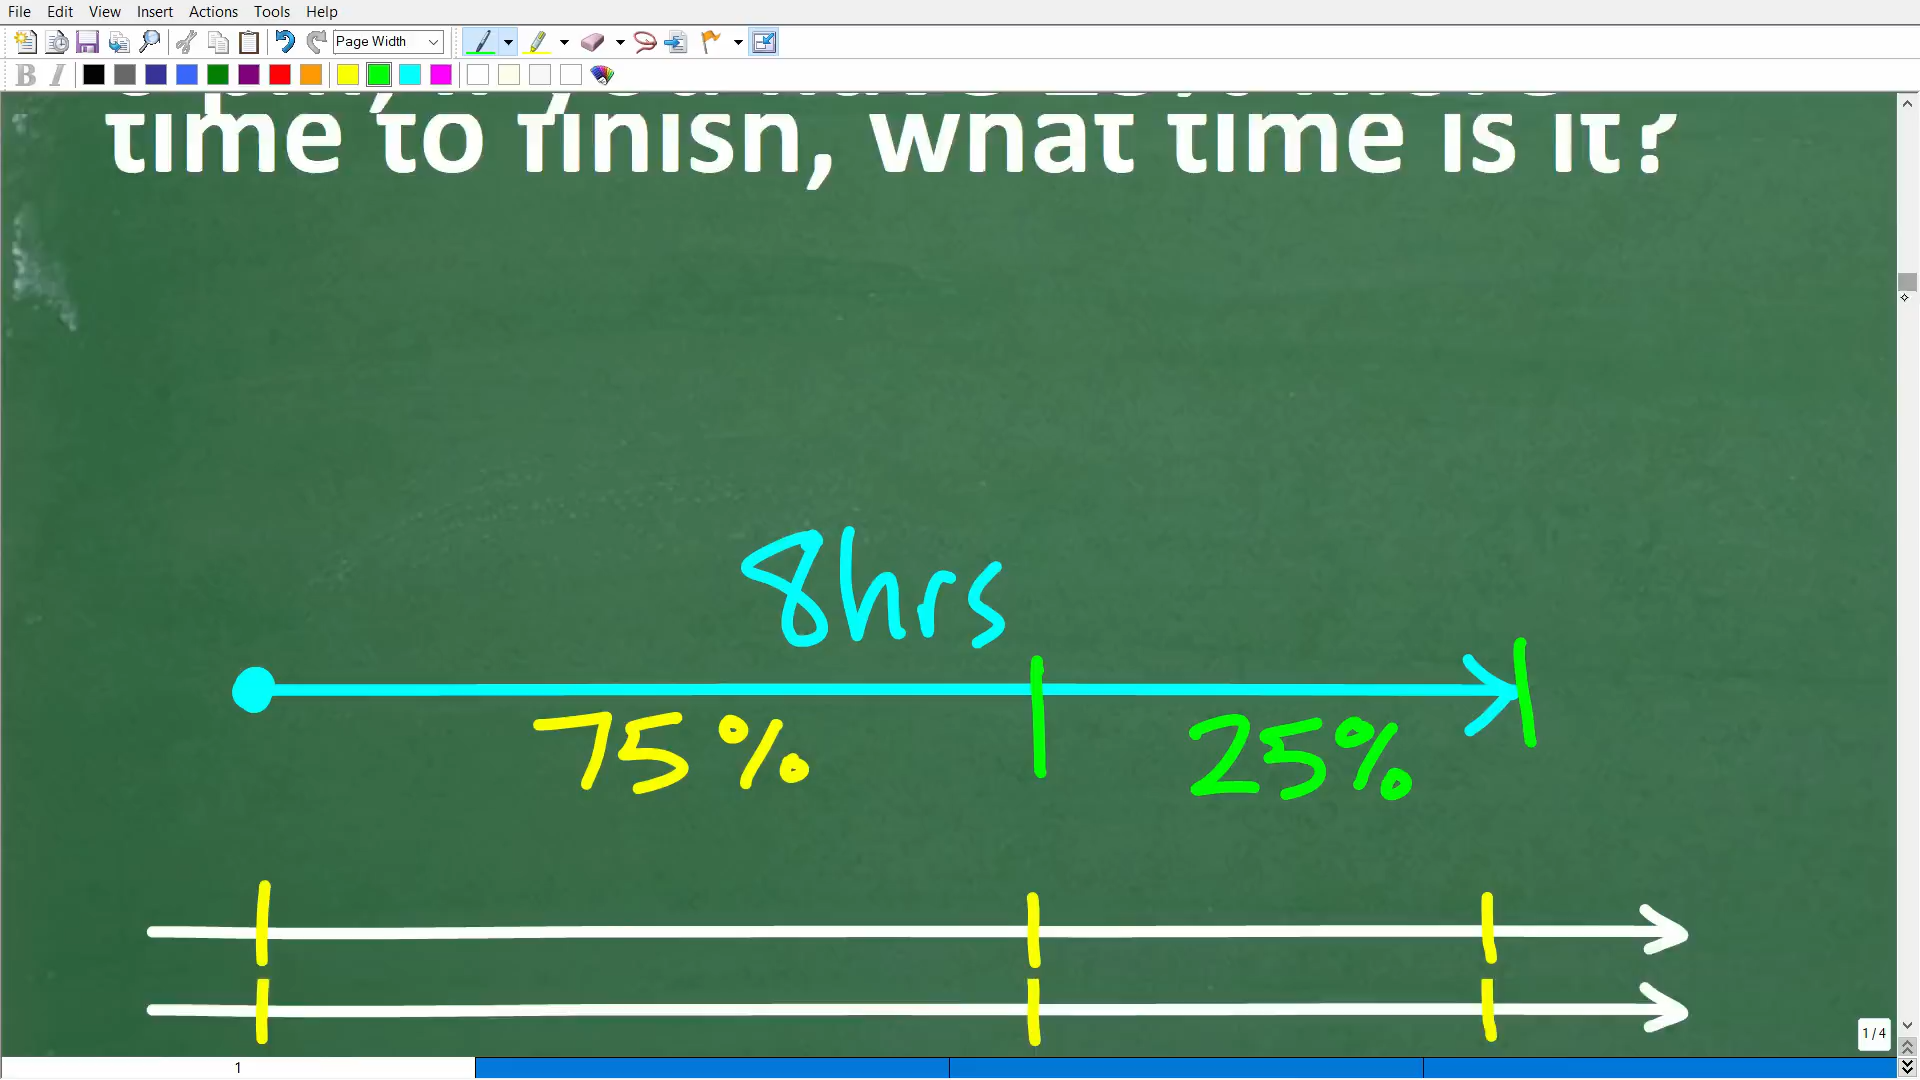 File Edit View Insert Actions Tools Help
Page Width
B I
time to finish, what time is it?
8hrs
75% 25%
1 / 4
1